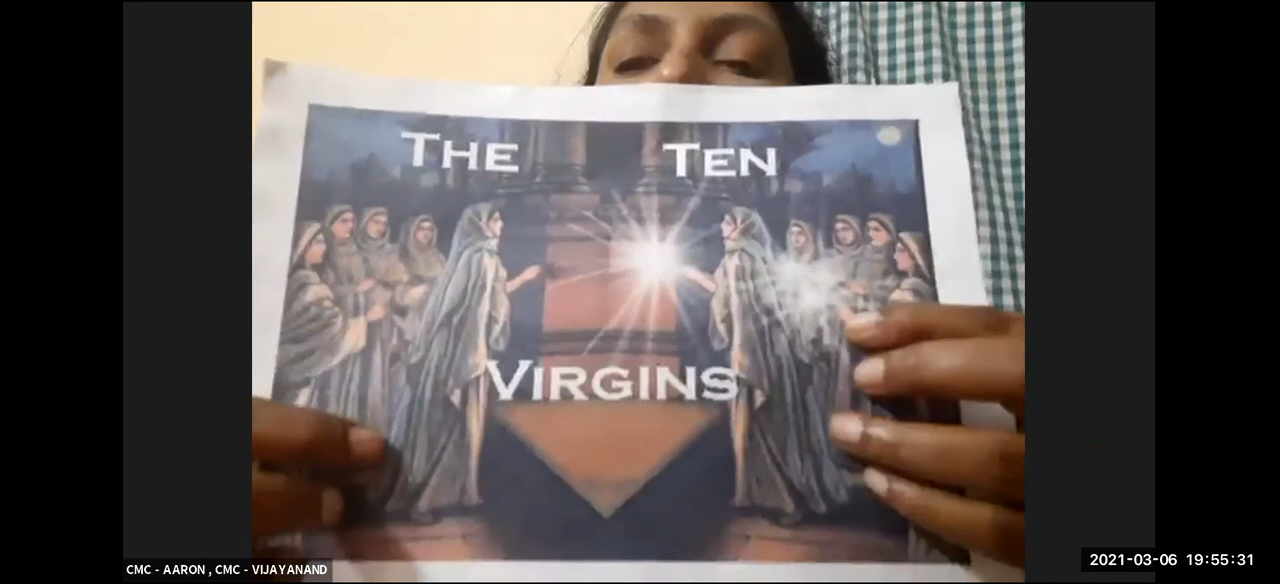 THE TEN
VIRGINS
CMC - AARON , CMC - VIJAYANAND
2021-03-06 19:55:31